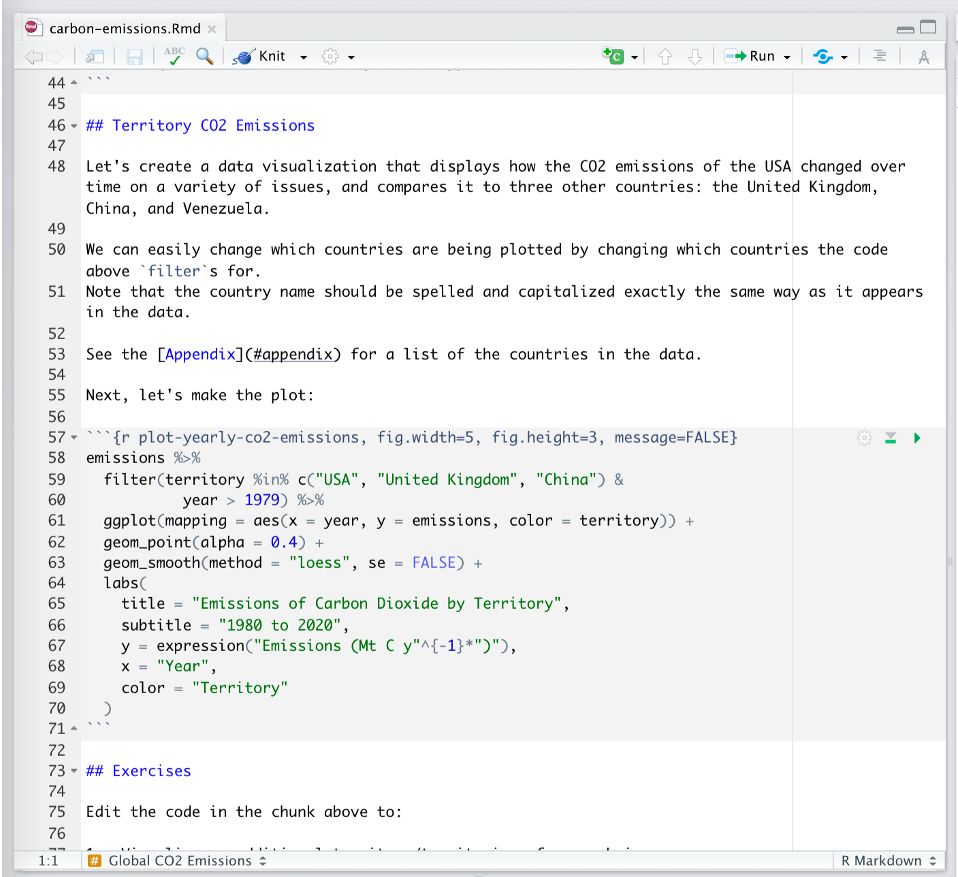 carbon-emissions.Rmd
ABC Knit Run
44 ```
45
46 ## Territory CO2 Emissions
47
48 Let's create a data visualization that displays how the CO2 emissions of the USA changed over
time on a variety of issues, and compares it to three other countries: the United Kingdom,
China, and Venezuela.
49
50 We can easily change which countries are being plotted by changing which countries the code
above `filter`s for.
51 Note that the country name should be spelled and capitalized exactly the same way as it appears
in the data.
52
53 See the [Appendix](#appendix) for a list of the countries in the data.
54
55 Next, let's make the plot:
56
57 ```{r plot-yearly-co2-emissions, fig.width=5, fig.height=3, message=FALSE}
58 emissions %>%
59   filter(territory %in% c("USA", "United Kingdom", "China") &
60            year > 1979) %>%
61   ggplot(mapping = aes(x = year, y = emissions, color = territory)) +
62   geom_point(alpha = 0.4) +
63   geom_smooth(method = "loess", se = FALSE) +
64   labs(
65     title = "Emissions of Carbon Dioxide by Territory",
66     subtitle = "1980 to 2020",
67     y = expression("Emissions (Mt C y"^{-1}*")"),
68     x = "Year",
69     color = "Territory"
70   )
71 ```
72
73 ## Exercises
74
75 Edit the code in the chunk above to:
76
1:1 # Global CO2 Emissions R Markdown